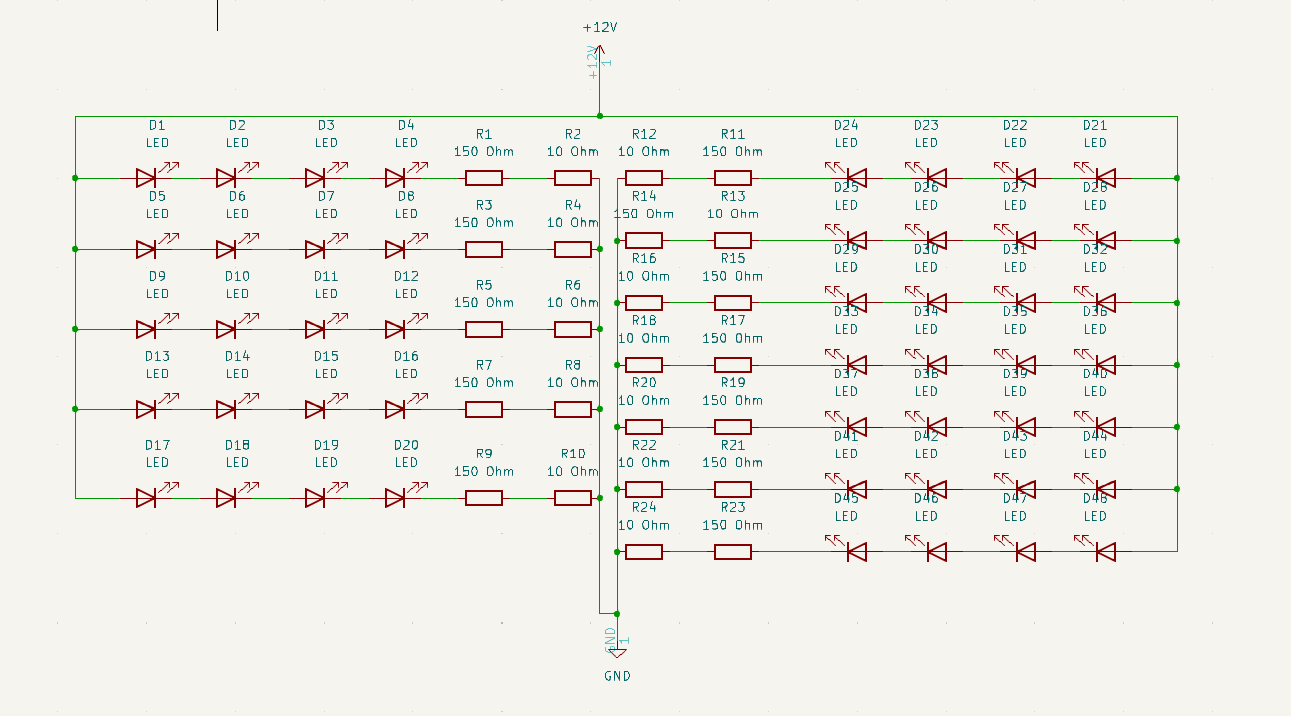 +12V
+12V
1
D1 D2 D3 D4 R1 R2 R12 R11 D24 D23 D22 D21
LED LED LED LED 150 Ohm 10 Ohm 10 Ohm 150 Ohm LED LED LED LED
D5 D6 D7 D8 R3 R4 R14 R13 D25 D26 D27 D28
LED LED LED LED 150 Ohm 10 Ohm 150 Ohm 10 Ohm LED LED LED LED
R16 R15 D29 D30 D31 D32
10 Ohm 150 Ohm LED LED LED LED
D9 D10 D11 D12 R5 R6
LED LED LED LED 150 Ohm 10 Ohm
R18 R17 D33 D34 D35 D36
10 Ohm 150 Ohm LED LED LED LED
D13 D14 D15 D16 R7 R8
LED LED LED LED 150 Ohm 10 Ohm
R20 R19 D37 D38 D39 D40
10 Ohm 150 Ohm LED LED LED LED
D17 D18 D19 D20 R9 R10
LED LED LED LED 150 Ohm 10 Ohm
R22 R21 D41 D42 D43 D44
10 Ohm 150 Ohm LED LED LED LED
R24 R23 D45 D46 D47 D48
10 Ohm 150 Ohm LED LED LED LED
GND
1
GND